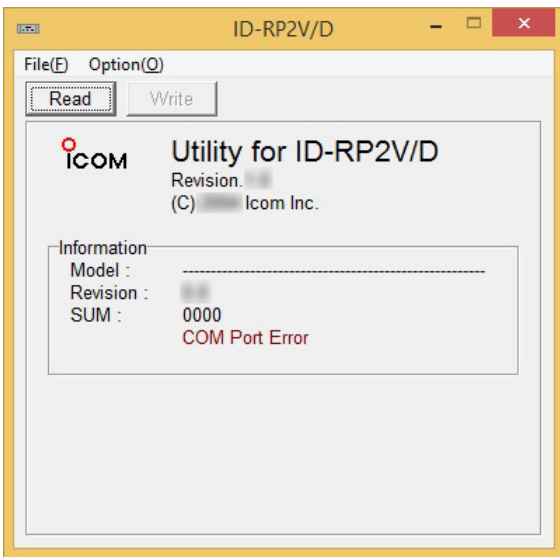 ID-RP2V/D
File(F) Option(O)
Read Write
ICOM Utility for ID-RP2V/D
Revision.
(C) Icom Inc.
Information
Model : ------------------------------------------------------------
Revision :
SUM : 0000
COM Port Error